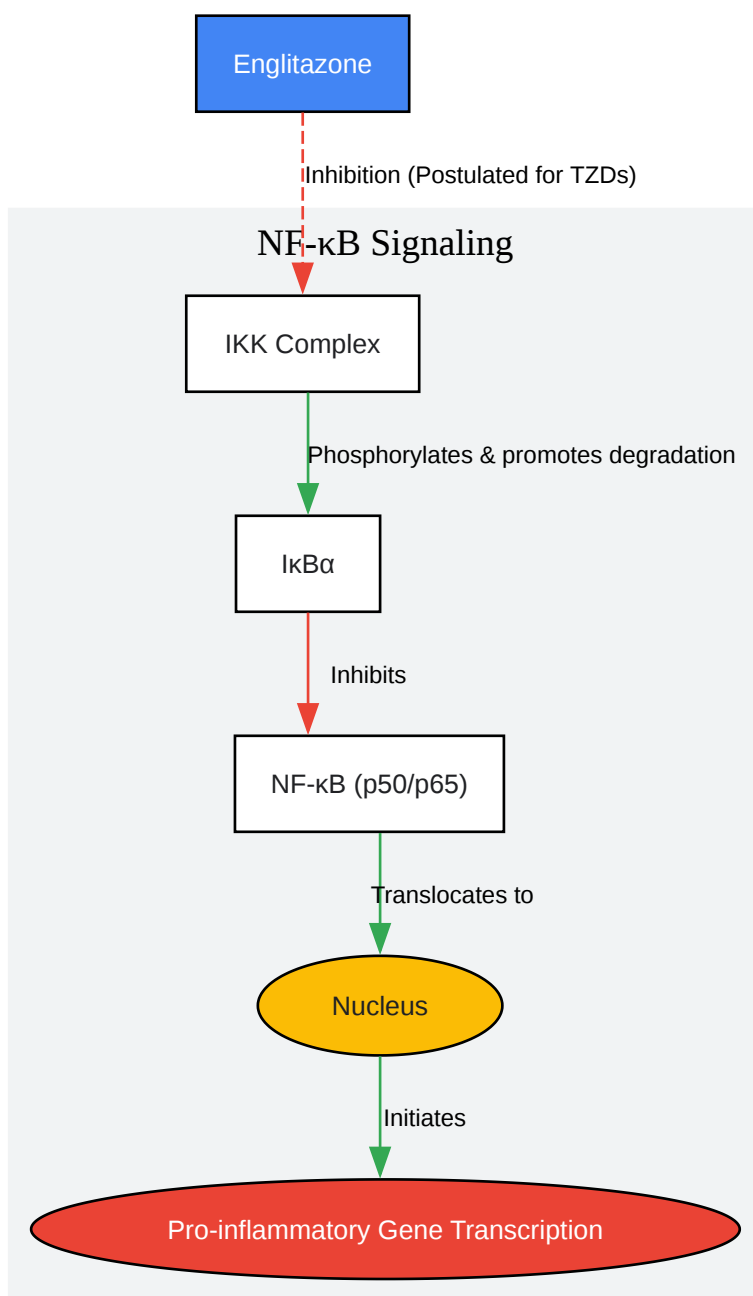 Englitazone
Inhibition (Postulated for TZDs)
NF-κB Signaling
IKK Complex
Phosphorylates & promotes degradation
IκBα
Inhibits
NF-κB (p50/p65)
Translocates to
Nucleus
Initiates
Pro-inflammatory Gene Transcription